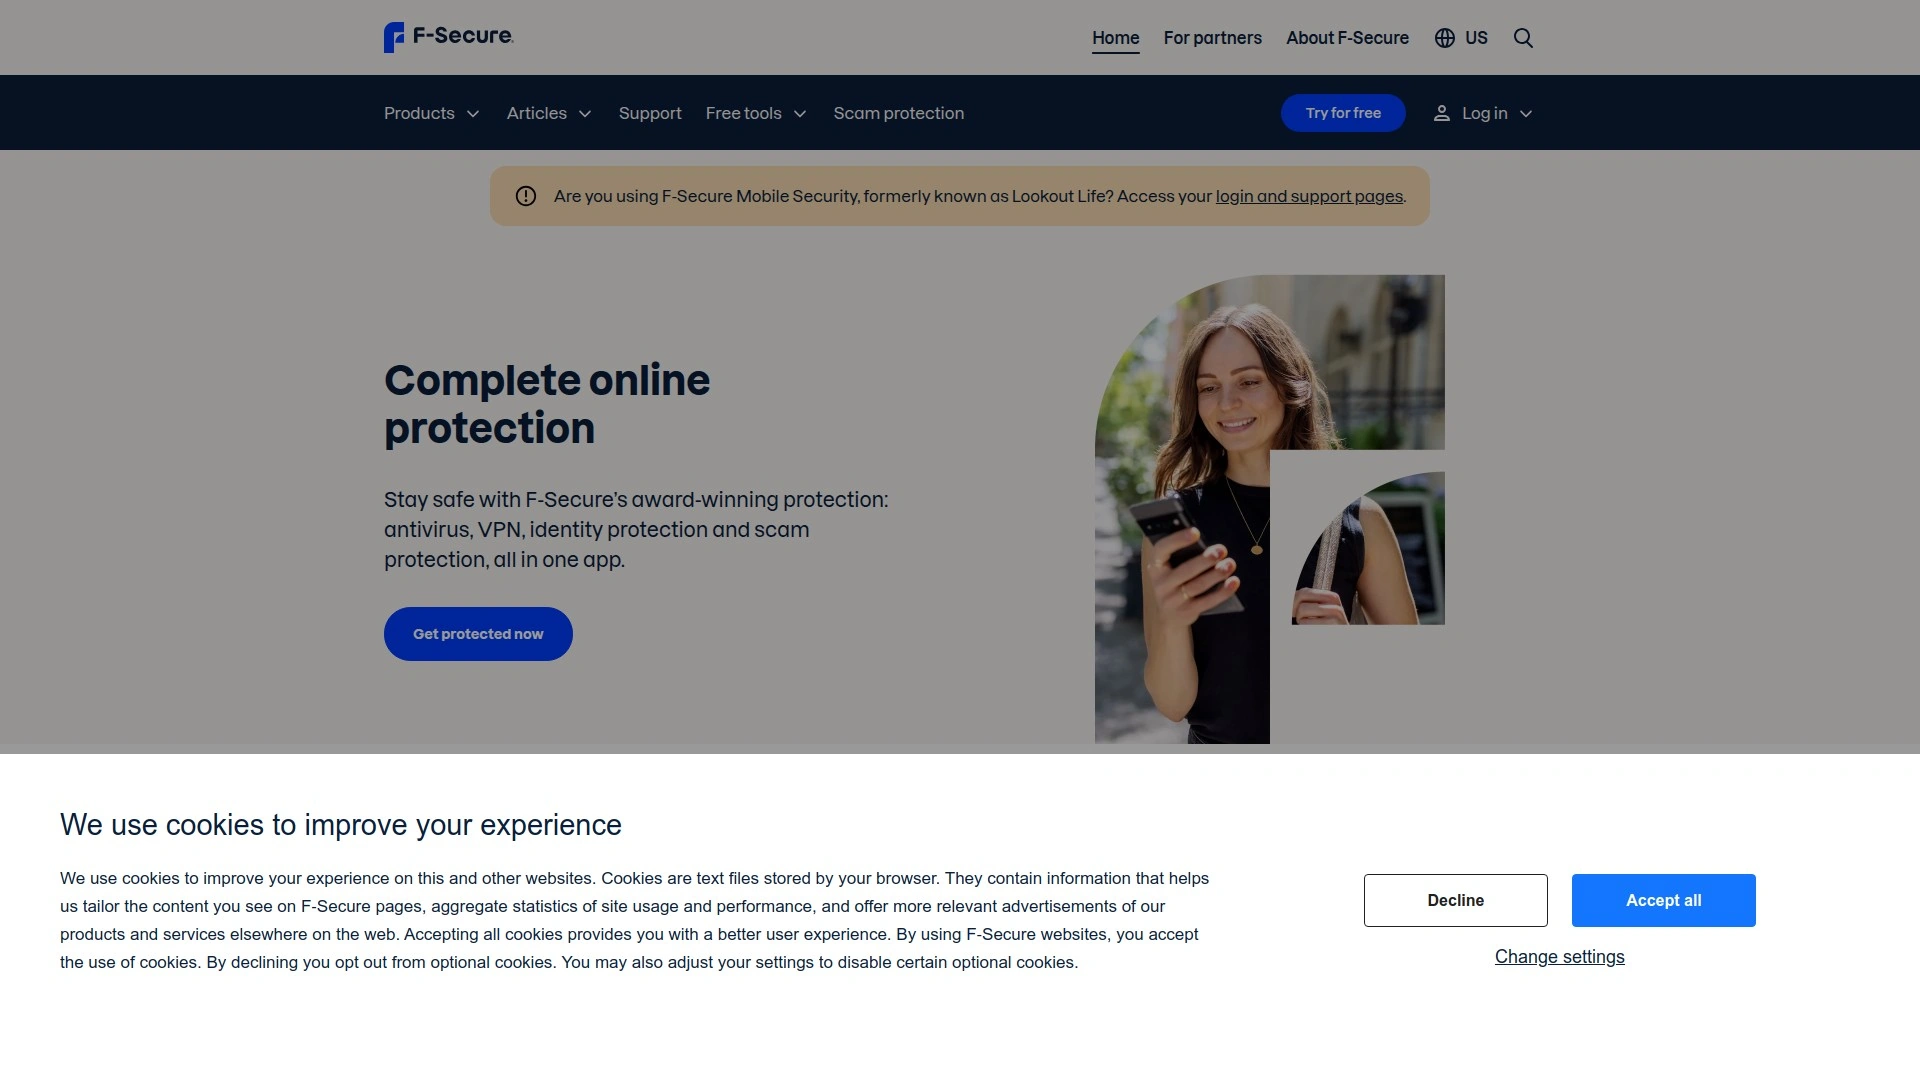 F-Secure
Home
For partners
About F-Secure
US
Products
Articles
Support
Free tools
Scam protection
Try for free
Log in
Are you using F-Secure Mobile Security, formerly known as Lookout Life? Access your login and support pages.
Complete online
protection
Stay safe with F-Secure’s award-winning protection:
antivirus, VPN, identity protection and scam
protection, all in one app.
Get protected now
We use cookies to improve your experience
We use cookies to improve your experience on this and other websites. Cookies are text files stored by your browser. They contain information that helps
us tailor the content you see on F-Secure pages, aggregate statistics of site usage and performance, and offer more relevant advertisements of our
products and services elsewhere on the web. Accepting all cookies provides you with a better user experience. By using F-Secure websites, you accept
the use of cookies. By declining you opt out from optional cookies. You may also adjust your settings to disable certain optional cookies.
Decline
Accept all
Change settings